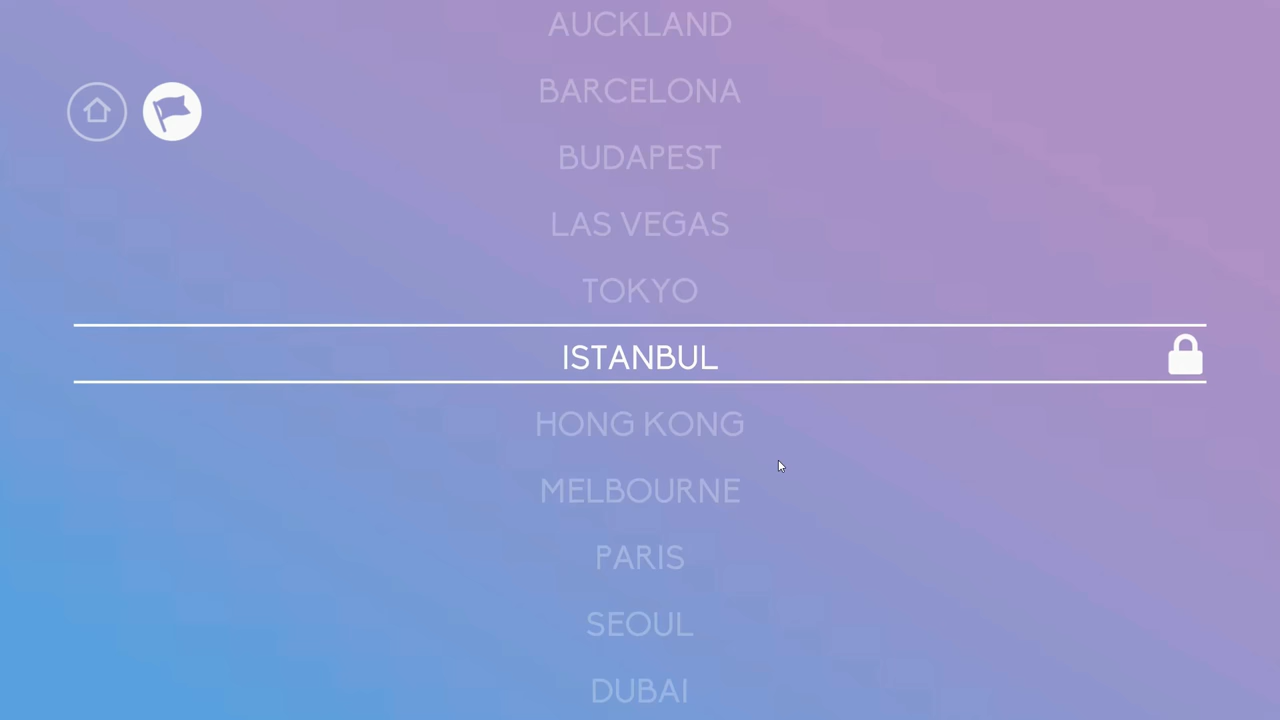 AUCKLAND
BARCELONA
BUDAPEST
LAS VEGAS
TOKYO
ISTANBUL
HONG KONG
MELBOURNE
PARIS
SEOUL
DUBAI